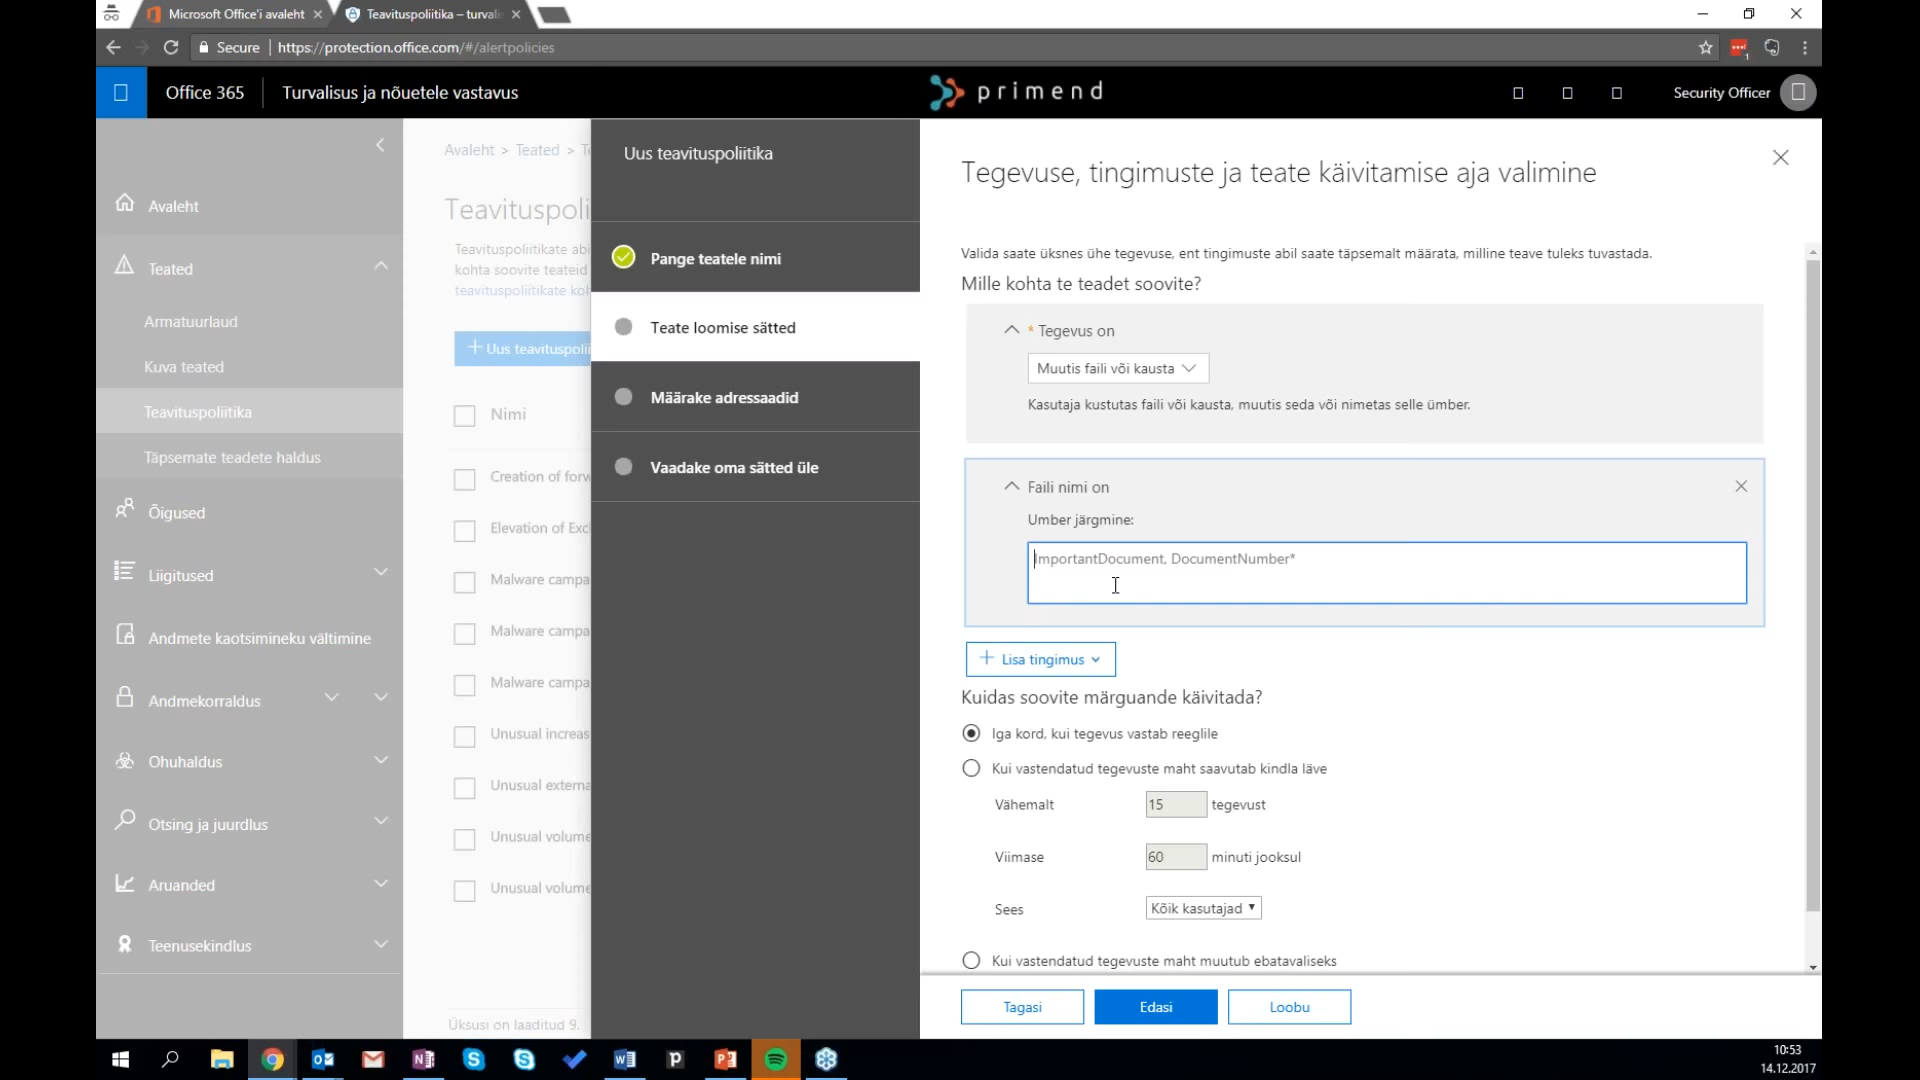 Microsoft Office'i avaleht
Teavituspoliitika – turvali
Secure
https://protection.office.com/#/alertpolicies
Office 365
Turvalisus ja nõuetele vastavus
primend
Security Officer
Avaleht
Teated
Armatuurlaud
Kuva teated
Teavituspoliitika
Täpsemate teadete haldus
Õigused
Liigitused
Andmete kaotsimineku vältimine
Andmekorraldus
Ohuhaldus
Otsing ja juurdlus
Aruanded
Teenusekindlus
Avaleht > Teated >
Teavituspoli
Teavituspoliitikate abi
kohta soovite teateid
teavituspoliitikate koh
+ Uus teavituspolii
Nimi
Creation of forw
Elevation of Exc
Malware campa
Malware campa
Malware campa
Unusual increas
Unusual externa
Unusual volume
Unusual volume
Üksusi on laaditud 9.
Uus teavituspoliitika
Pange teatele nimi
Teate loomise sätted
Määrake adressaadid
Vaadake oma sätted üle
Tegevuse, tingimuste ja teate käivitamise aja valimine
Valida saate üksnes ühe tegevuse, ent tingimuste abil saate täpsemalt määrata, milline teave tuleks tuvastada.
Mille kohta te teadet soovite?
* Tegevus on
Muutis faili või kausta
Kasutaja kustutas faili või kausta, muutis seda või nimetas selle ümber.
Faili nimi on
Umber järgmine:
ImportantDocument, DocumentNumber*
+ Lisa tingimus
Kuidas soovite märguande käivitada?
Iga kord, kui tegevus vastab reeglile
Kui vastendatud tegevuste maht saavutab kindla läve
Vähemalt 15 tegevust
Viimase 60 minuti jooksul
Sees Kõik kasutajad
Kui vastendatud tegevuste maht muutub ebatavaliseks
Tagasi
Edasi
Loobu
10:53
14.12.2017